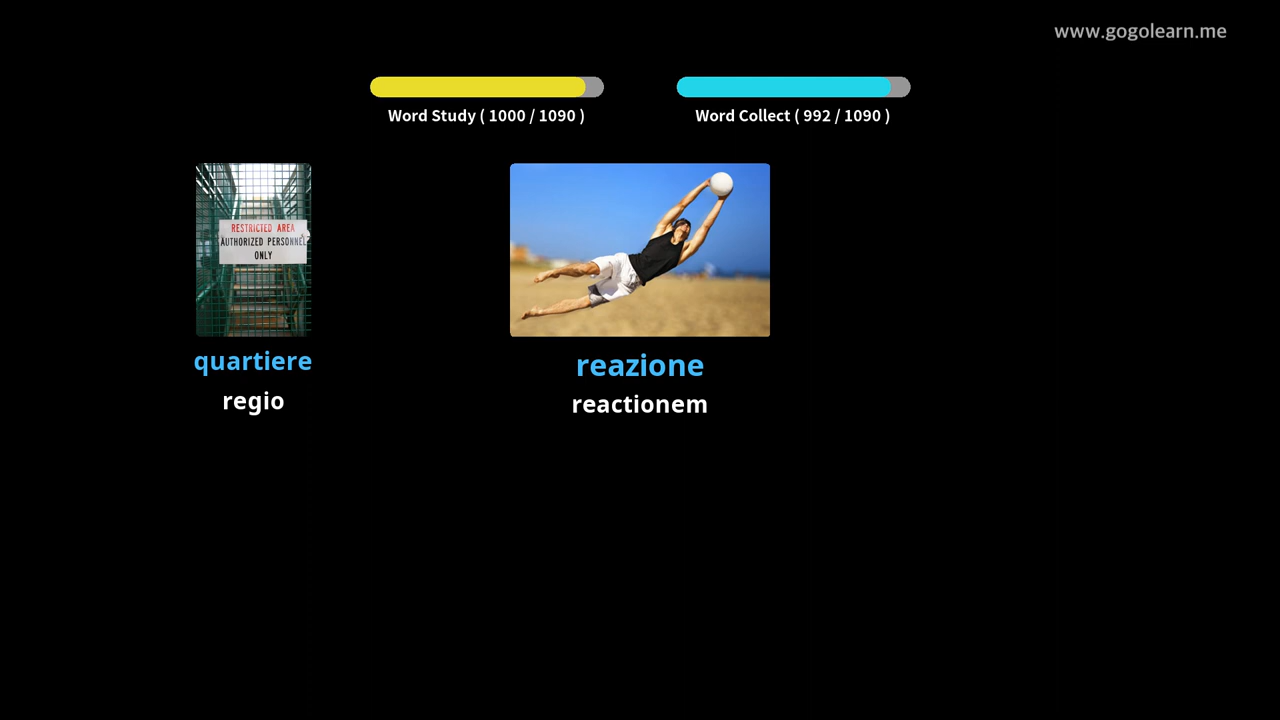 www.gogolearn.me
Word Study ( 1000 / 1090 )
Word Collect ( 992 / 1090 )
RESTRICTED AREA
AUTHORIZED PERSONNEL
ONLY
quartiere
regio
reazione
reactionem